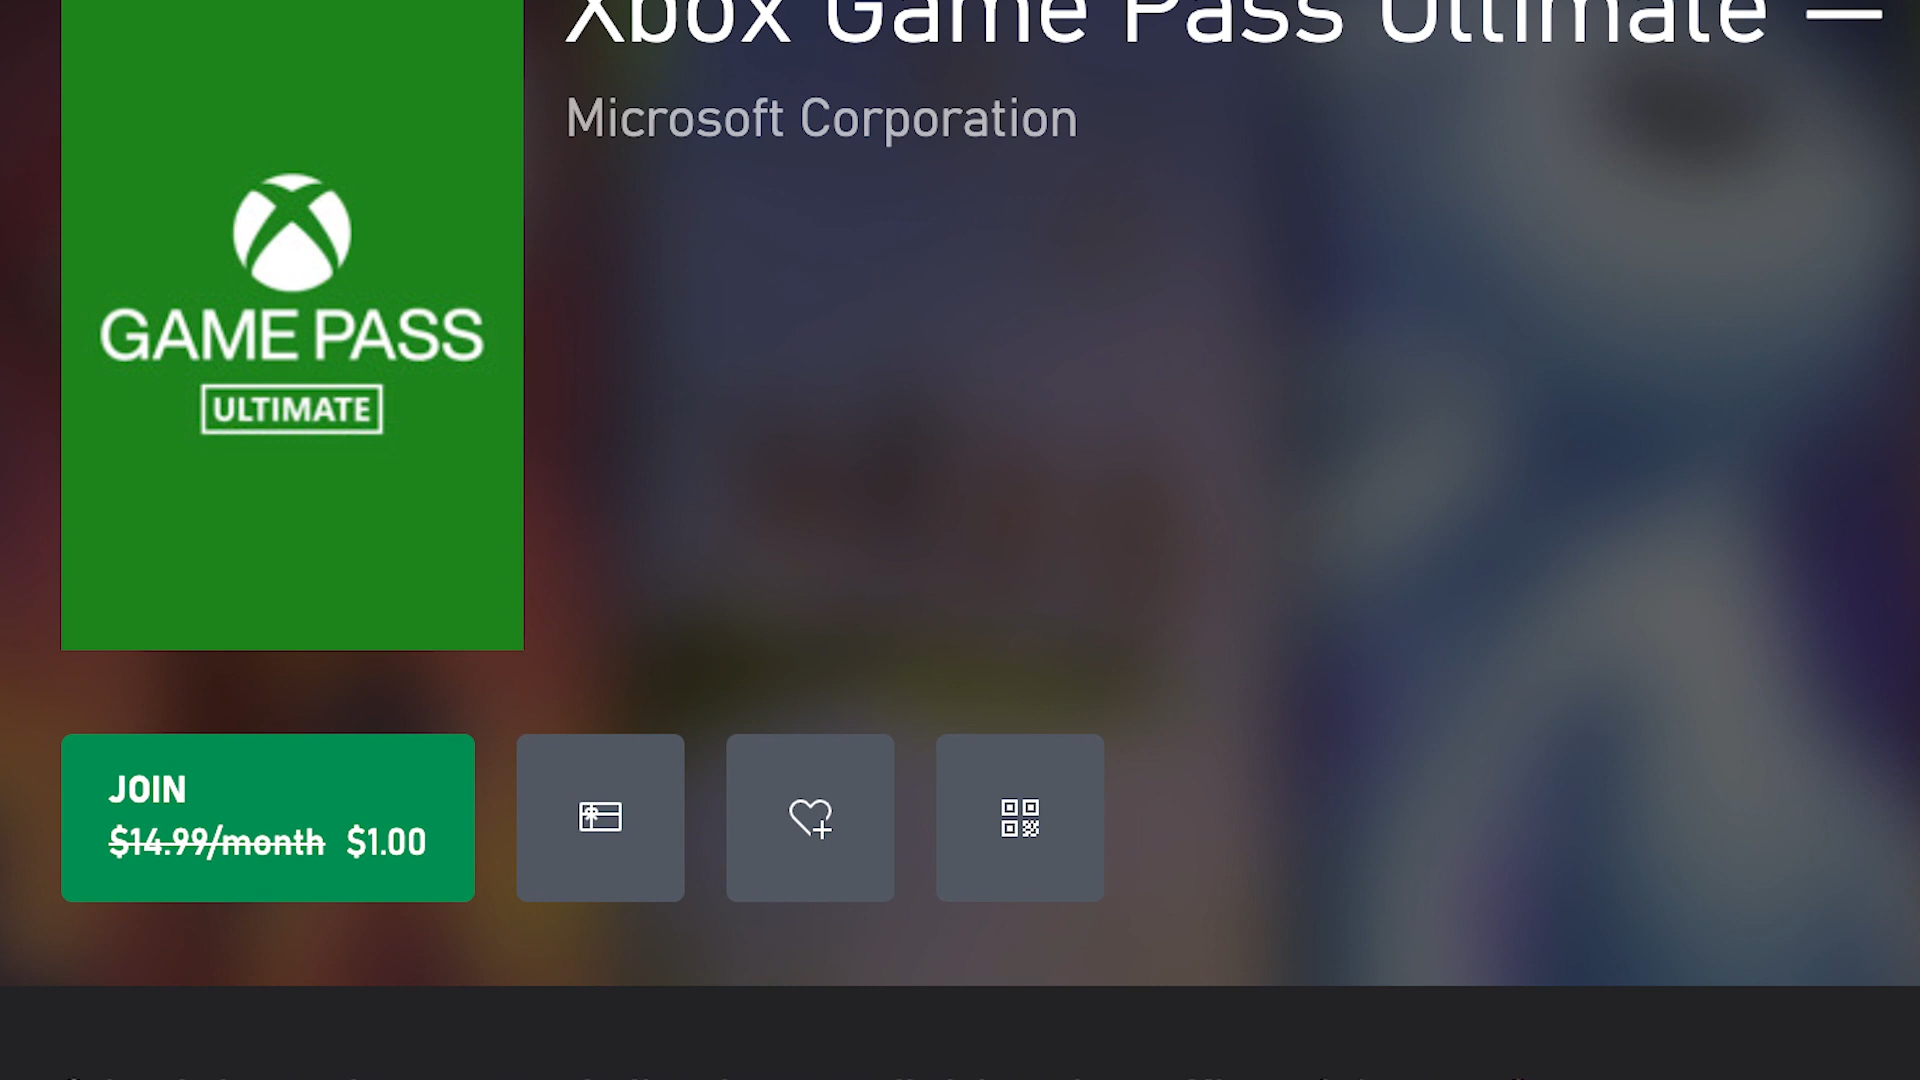 Xbox Game Pass Ultimate –
Microsoft Corporation
GAME PASS
ULTIMATE
JOIN
$14.99/month $1.00